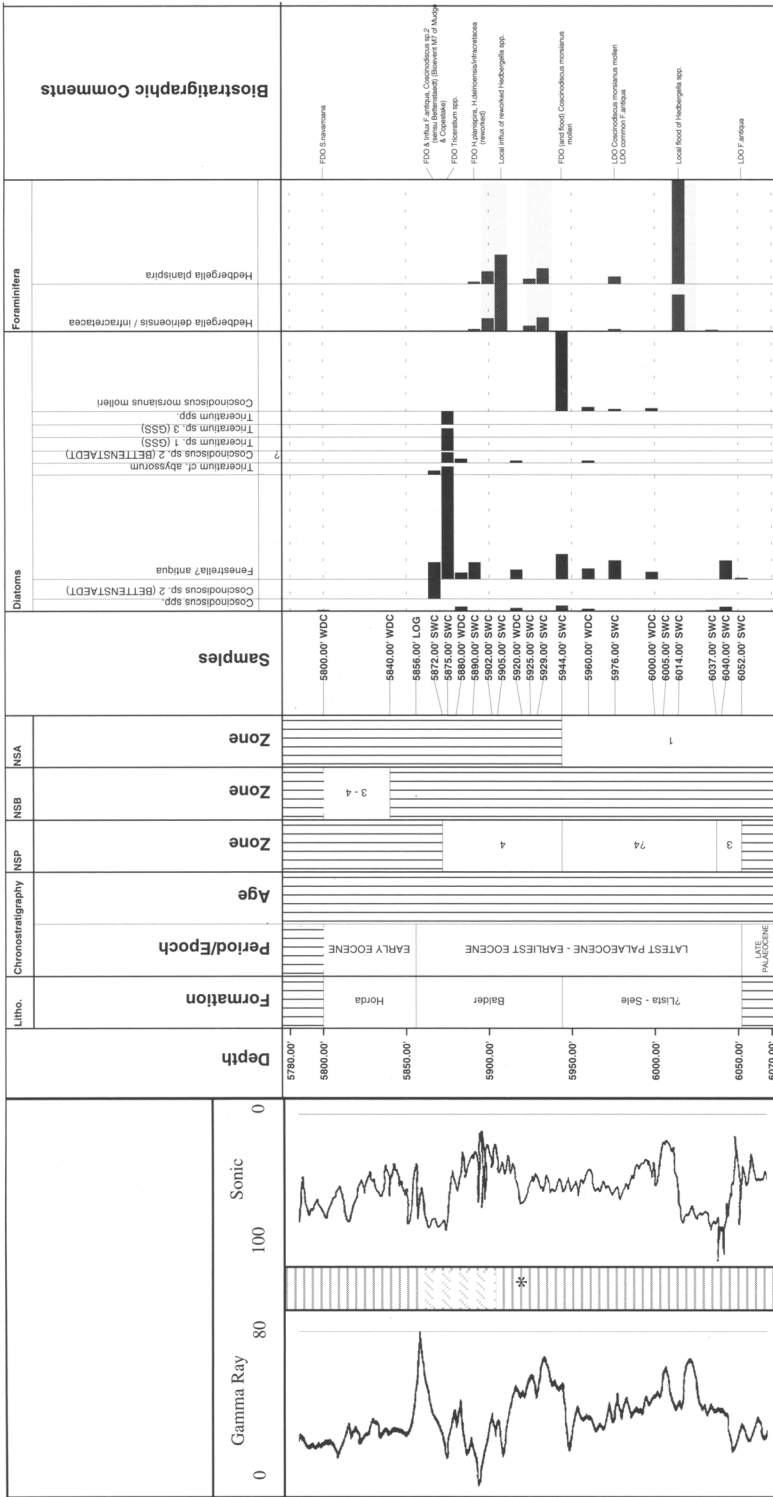 Gamma Ray
0
80
Sonic
100
0
Depth
5780.00'
5800.00'
5850.00'
5900.00'
5950.00'
6000.00'
6050.00'
6070.00'
*
Litho.
Formation
Horda
Balder
?Lista - Sele
Chronostratigraphy
Period/Epoch
EARLY EOCENE
LATEST PALAEOCENE - EARLIEST EOCENE
LATE
PALAEOCENE
Age
NSP
Zone
4
?4
3
NSB
Zone
3 - 4
NSA
Zone
1
Samples
5800.00' WDC
5840.00' WDC
5856.00' LOG
5872.00' SWC
5875.00' SWC
5880.00' WDC
5890.00' SWC
5902.00' SWC
5905.00' SWC
5920.00' WDC
5925.00' SWC
5929.00' SWC
5944.00' SWC
5960.00' WDC
5976.00' SWC
6000.00' WDC
6005.00' SWC
6014.00' SWC
6037.00' SWC
6040.00' SWC
6052.00' SWC
Diatoms
Coscinodiscus spp.
Coscinodiscus sp. 2 (BETTENSTAEDT)
Fenestrella? antiqua
Triceratium cf. abyssorum
Coscinodiscus sp. 2 (BETTENSTAEDT)
?
Triceratium sp. 1 (GSS)
Triceratium sp. 3 (GSS)
Triceratium spp.
Coscinodiscus morsianus molleri
Foraminifera
Hedbergella delrioensis / infracretacea
Hedbergella planispira
Biostratigraphic Comments
FDO S.navarroana
FDO & Influx F.antiqua, Coscinodiscus sp.2
(sensu Bettenstaedt) (Bioevent M7 of Mudge
& Copestake)
FDO Triceratium spp.
FDO H.planispira, H.delrioensis/infracretacea
(reworked)
Local influx of reworked Hedbergella spp.
FDO (and flood) Coscinodiscus morsianus
molleri
LDO Coscinodiscus morsianus molleri
LDO common F.antiqua
Local flood of Hedbergella spp.
LDO F.antiqua